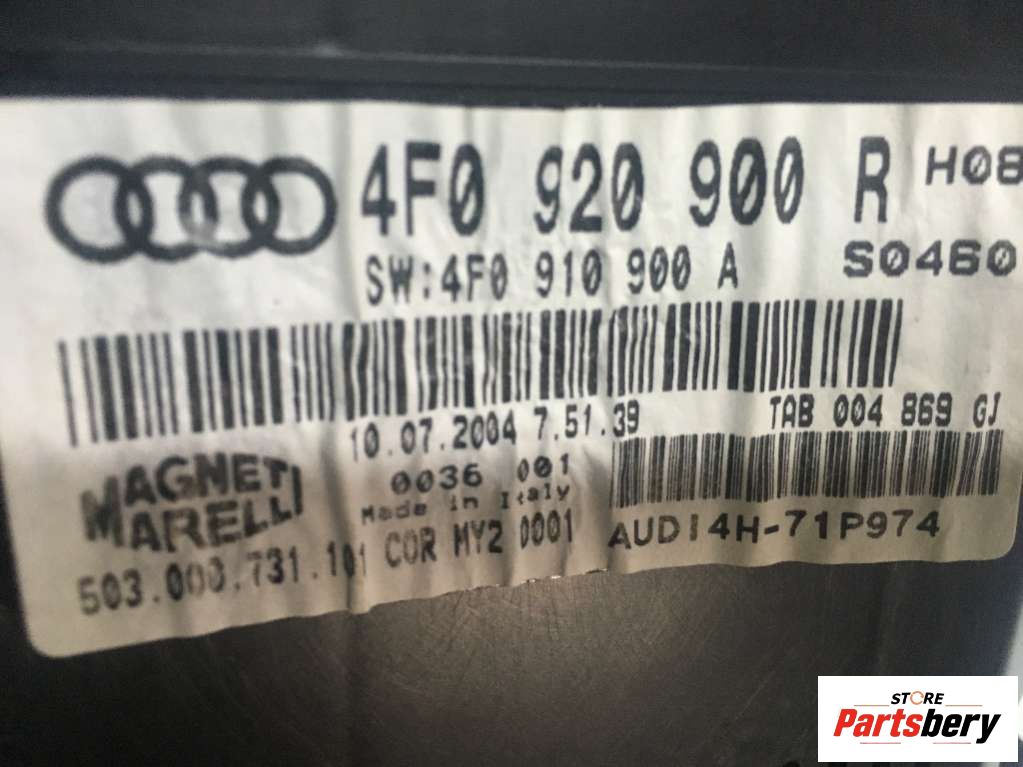 4F0 920 900 R H08
SW:4F0 910 900 A S0460
10.07.2004 7.51.39 TAB 004 869 GJ
MAGNETI
MARELLI
0036 001
Made in Italy
503.000.731.101 COR MY2 0001
AUDI4H-71P974
STORE
Partsbery